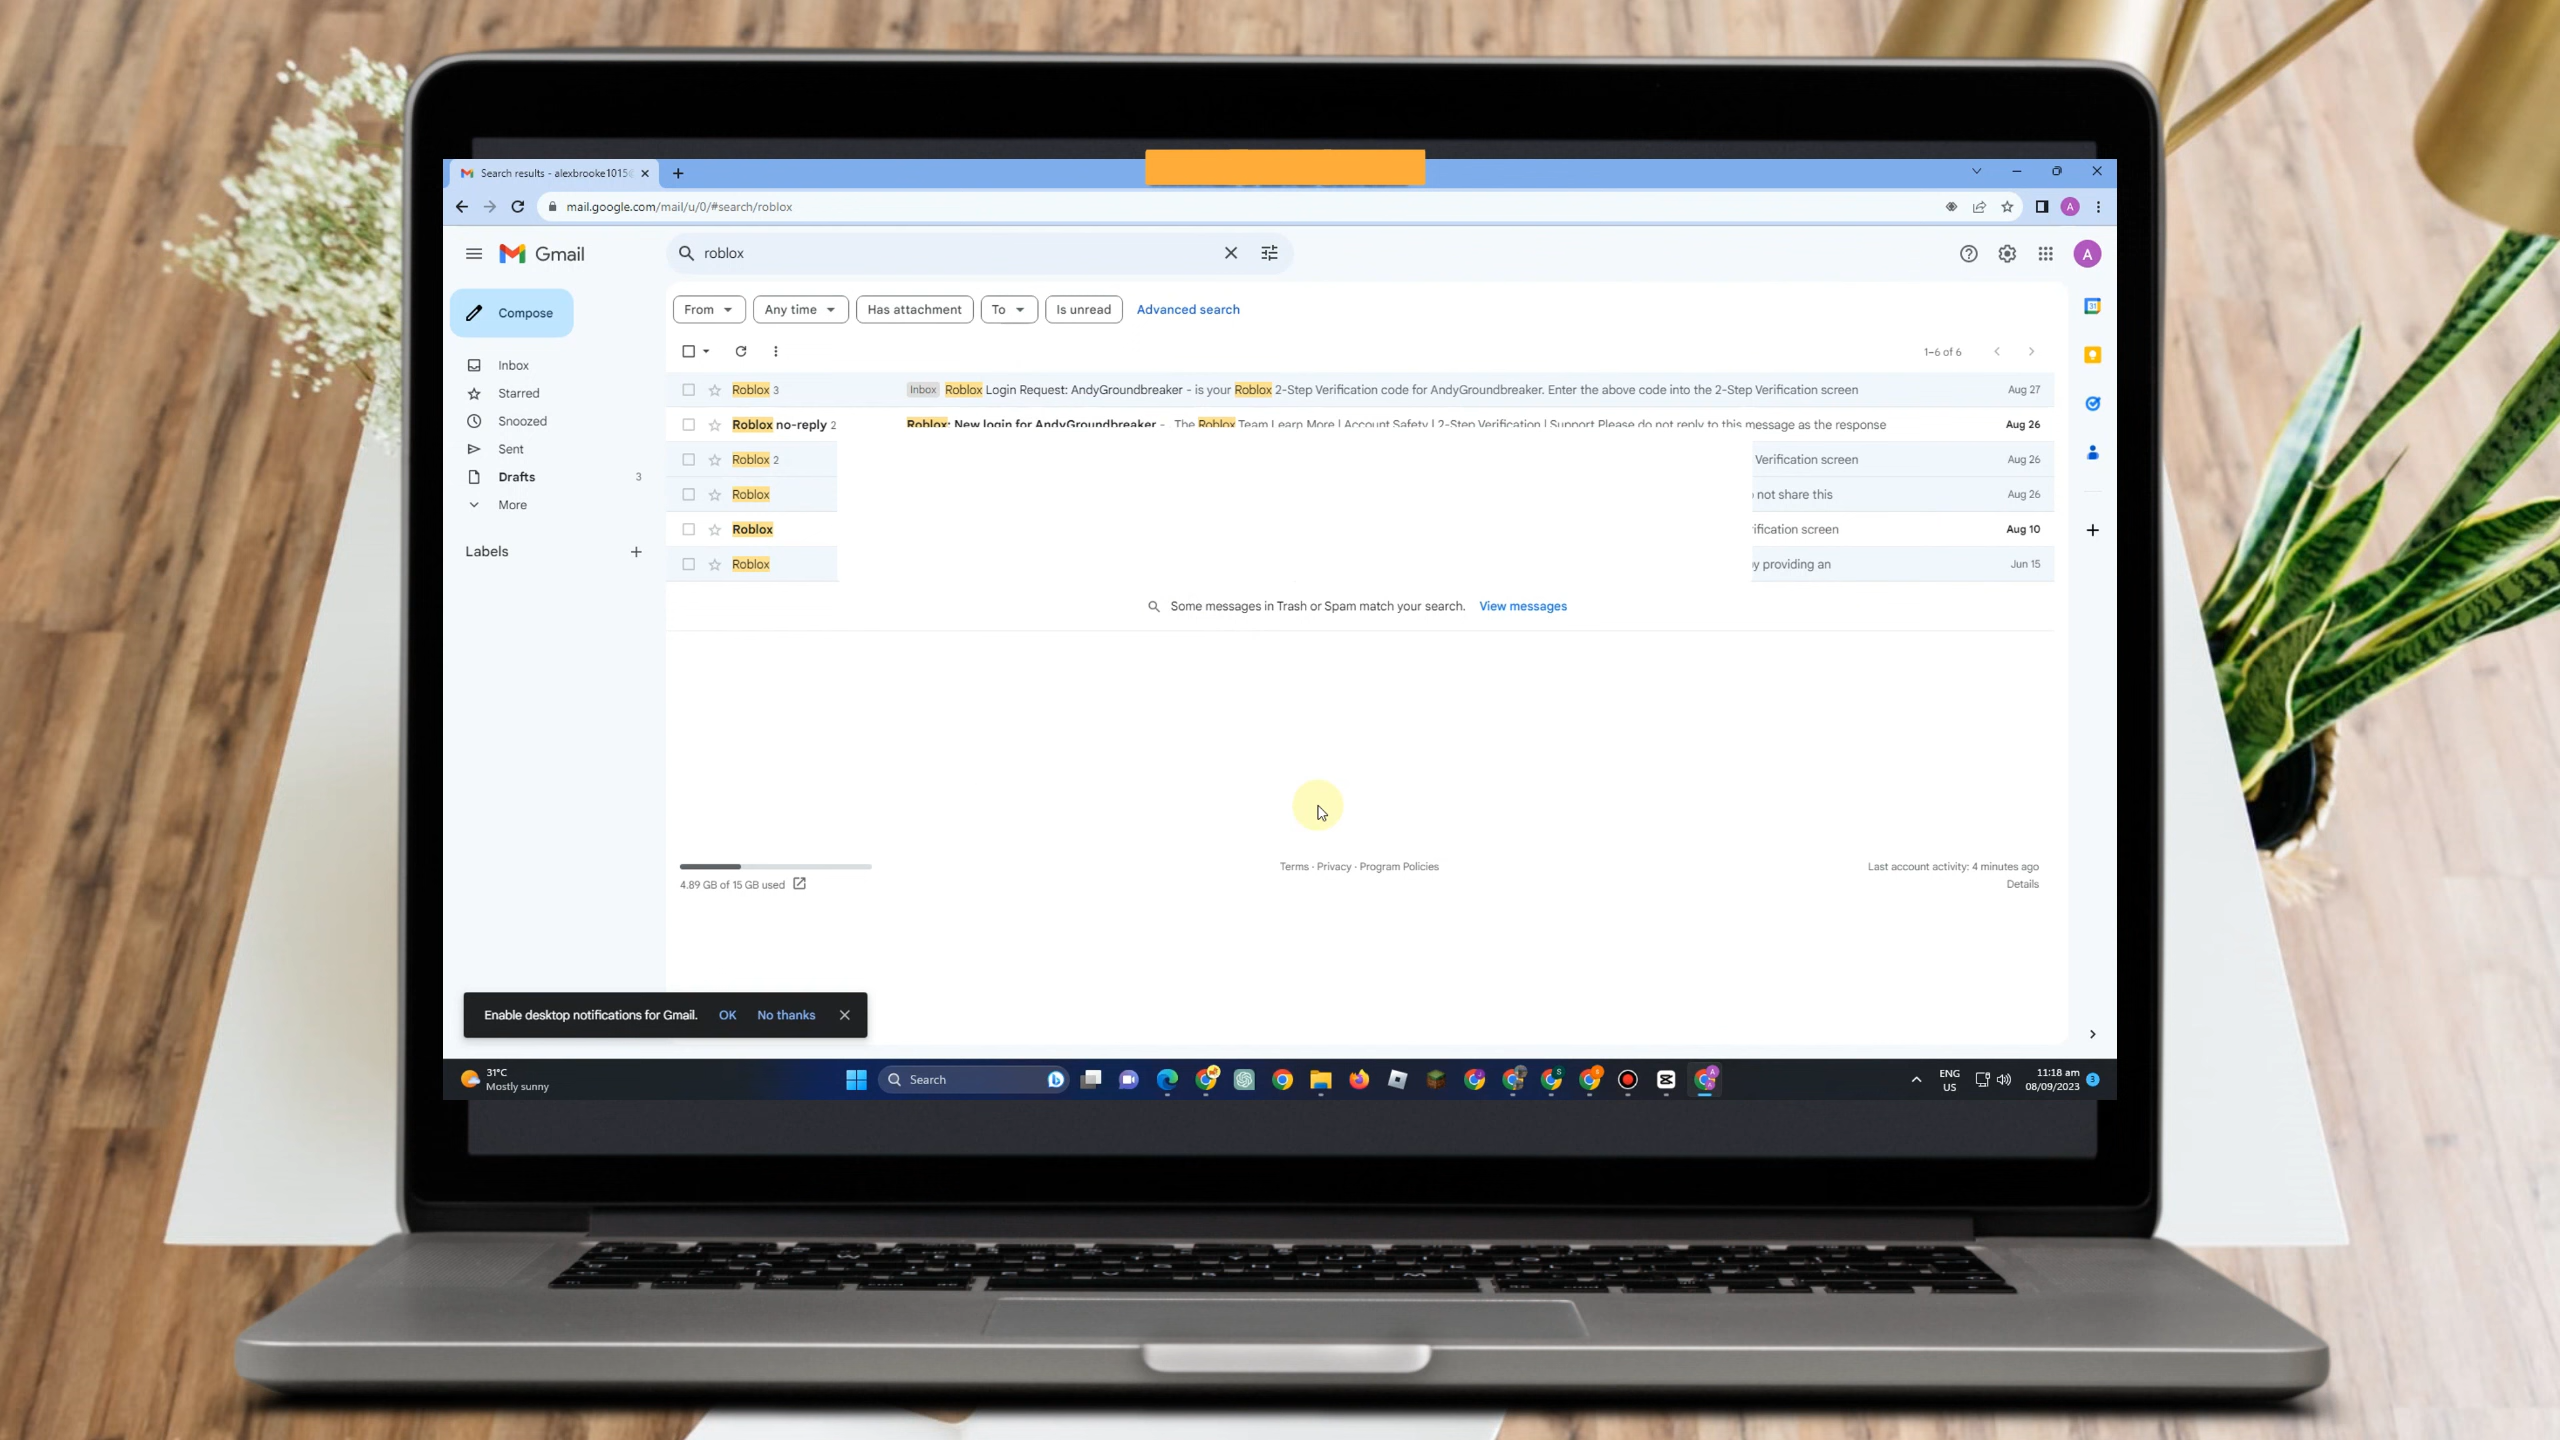 Search results - alexbrooke1015
mail.google.com/mail/u/0/#search/roblox
A
Gmail
roblox
A
Compose
From
Any time
Has attachment
To
Is unread
Advanced search
31
Inbox
Starred
Snoozed
Sent
Drafts 3
More
Labels
1–6 of 6
Roblox 3 Inbox Roblox Login Request: AndyGroundbreaker - is your Roblox 2-Step Verification code for AndyGroundbreaker. Enter the above code into the 2-Step Verification screen Aug 27
Roblox no-reply 2 Roblox: New login for AndyGroundbreaker - The Roblox Team Learn More | Account Safety | 2-Step Verification | Support Please do not reply to this message as the response Aug 26
Roblox 2 Verification screen Aug 26
Roblox not share this Aug 26
Roblox ification screen Aug 10
Roblox y providing an Jun 15
Some messages in Trash or Spam match your search. View messages
4.89 GB of 15 GB used
Terms · Privacy · Program Policies
Last account activity: 4 minutes ago
Details
Enable desktop notifications for Gmail. OK No thanks
31°C
Mostly sunny
Search
ENG
US
11:18 am
08/09/2023
3